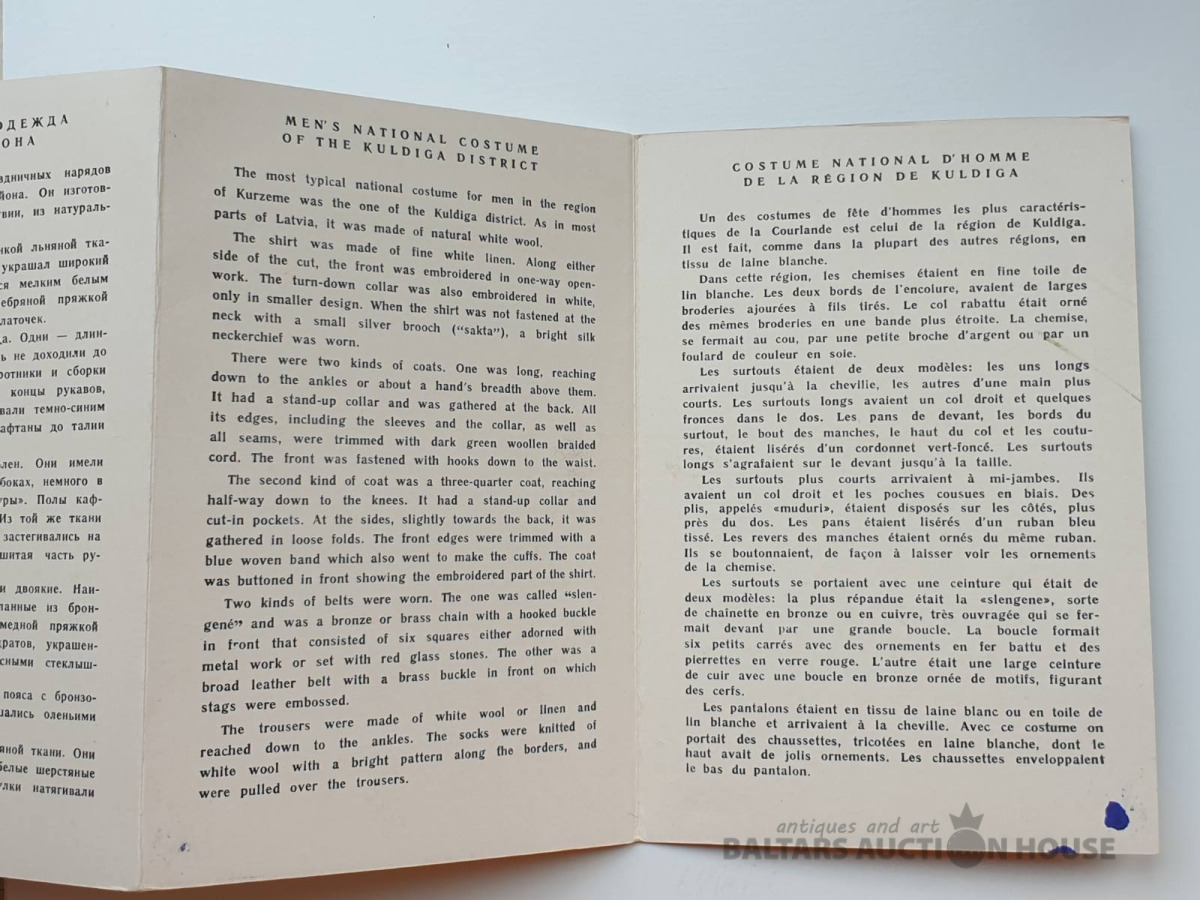 ОДЕЖДА
ОНА
здничных нарядов
йона. Он изготов-
вии, из натураль-
нкой льняной тка-
украшал широкий
ся мелким белым
ебряной пряжкой
латочек.
да. Одни — длин-
ь не доходили до
ротники и сборки
концы рукавов,
вали темно-синим
афтаны до талии
лен. Они имели
боках, немного в
уры». Полы каф-
Из той же ткани
застегивались на
шитая часть ру-
и двоякие. Наи-
ланные из брон-
медной пряжкой
дратов, украшен-
сными стеклыш-
пояса с бронзо-
шались оленьими
яной ткани. Они
белые шерстяные
улки натягивали
MEN'S NATIONAL COSTUME
OF THE KULDIGA DISTRICT
The most typical national costume for men in the region
of Kurzeme was the one of the Kuldiga district. As in most
parts of Latvia, it was made of natural white wool.
The shirt was made of fine white linen. Along either
side of the cut, the front was embroidered in one-way open-
work. The turn-down collar was also embroidered in white,
only in smaller design. When the shirt was not fastened at the
neck with a small silver brooch (“sakta”), a bright silk
neckerchief was worn.
There were two kinds of coats. One was long, reaching
down to the ankles or about a hand's breadth above them.
It had a stand-up collar and was gathered at the back. All
its edges, including the sleeves and the collar, as well as
all seams, were trimmed with dark green woollen braided
cord. The front was fastened with hooks down to the waist.
The second kind of coat was a three-quarter coat, reaching
half-way down to the knees. It had a stand-up collar and
cut-in pockets. At the sides, slightly towards the back, it was
gathered in loose folds. The front edges were trimmed with a
blue woven band which also went to make the cuffs. The coat
was buttoned in front showing the embroidered part of the shirt.
Two kinds of belts were worn. The one was called “slen-
gené” and was a bronze or brass chain with a hooked buckle
in front that consisted of six squares either adorned with
metal work or set with red glass stones. The other was a
broad leather belt with a brass buckle in front on which
stags were embossed.
The trousers were made of white wool or linen and
reached down to the ankles. The socks were knitted of
white wool with a bright pattern along the borders, and
were pulled over the trousers.
COSTUME NATIONAL D'HOMME
DE LA RÉGION DE KULDIGA
Un des costumes de fête d'hommes les plus caractéris-
tiques de la Courlande est celui de la région de Kuldiga.
Il est fait, comme dans la plupart des autres régions, en
tissu de laine blanche.
Dans cette région, les chemises étaient en fine toile de
lin blanche. Les deux bords de l'encolure, avaient de larges
broderies ajourées à fils tirés. Le col rabattu était orné
des mêmes broderies en une bande plus étroite. La chemise,
se fermait au cou, par une petite broche d'argent ou par un
foulard de couleur en soie.
Les surtouts étaient de deux modèles: les uns longs
arrivaient jusqu'à la cheville, les autres d'une main plus
courts. Les surtouts longs avaient un col droit et quelques
fronces dans le dos. Les pans de devant, les bords du
surtout, le bout des manches, le haut du col et les coutu-
res, étaient lisérés d'un cordonnet vert-foncé. Les surtouts
longs s'agrafaient sur le devant jusqu'à la taille.
Les surtouts plus courts arrivaient à mi-jambes. Ils
avaient un col droit et les poches cousues en biais. Des
plis, appelés «muduri», étaient disposés sur les côtés, plus
près du dos. Les pans étaient lisérés d'un ruban bleu
tissé. Les revers des manches étaient ornés du même ruban.
Ils se boutonnaient, de façon à laisser voir les ornements
de la chemise.
Les surtouts se portaient avec une ceinture qui était de
deux modèles: la plus répandue était la «slengene», sorte
de chaînette en bronze ou en cuivre, très ouvragée qui se fer-
mait devant par une grande boucle. La boucle formait
six petits carrés avec des ornements en fer battu et des
pierrettes en verre rouge. L'autre était une large ceinture
de cuir avec une boucle en bronze ornée de motifs, figurant
des cerfs.
Les pantalons étaient en tissu de laine blanc ou en toile de
lin blanche et arrivaient à la cheville. Avec ce costume on
portait des chaussettes, tricotées en laine blanche, dont le
haut avait de jolis ornements. Les chaussettes enveloppaient
le bas du pantalon.
antiques and art
BALTARS AUCTION HOUSE